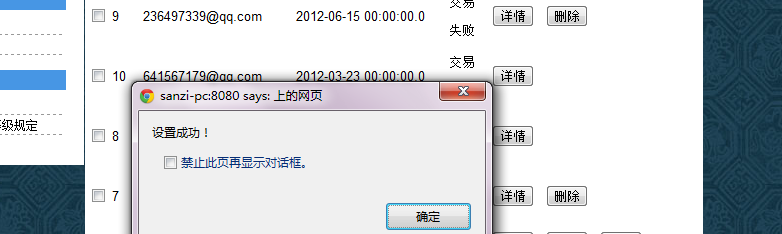 交易
9 236497339@qq.com 2012-06-15 00:00:00.0 详情 删除
失败
交易
10 641567179@qq.com 2012-03-23 00:00:00.0 详情
sanzi-pc:8080 says: 上的网页
级规定
设置成功！
8 详情
禁止此页再显示对话框。
7 详情 删除
确定